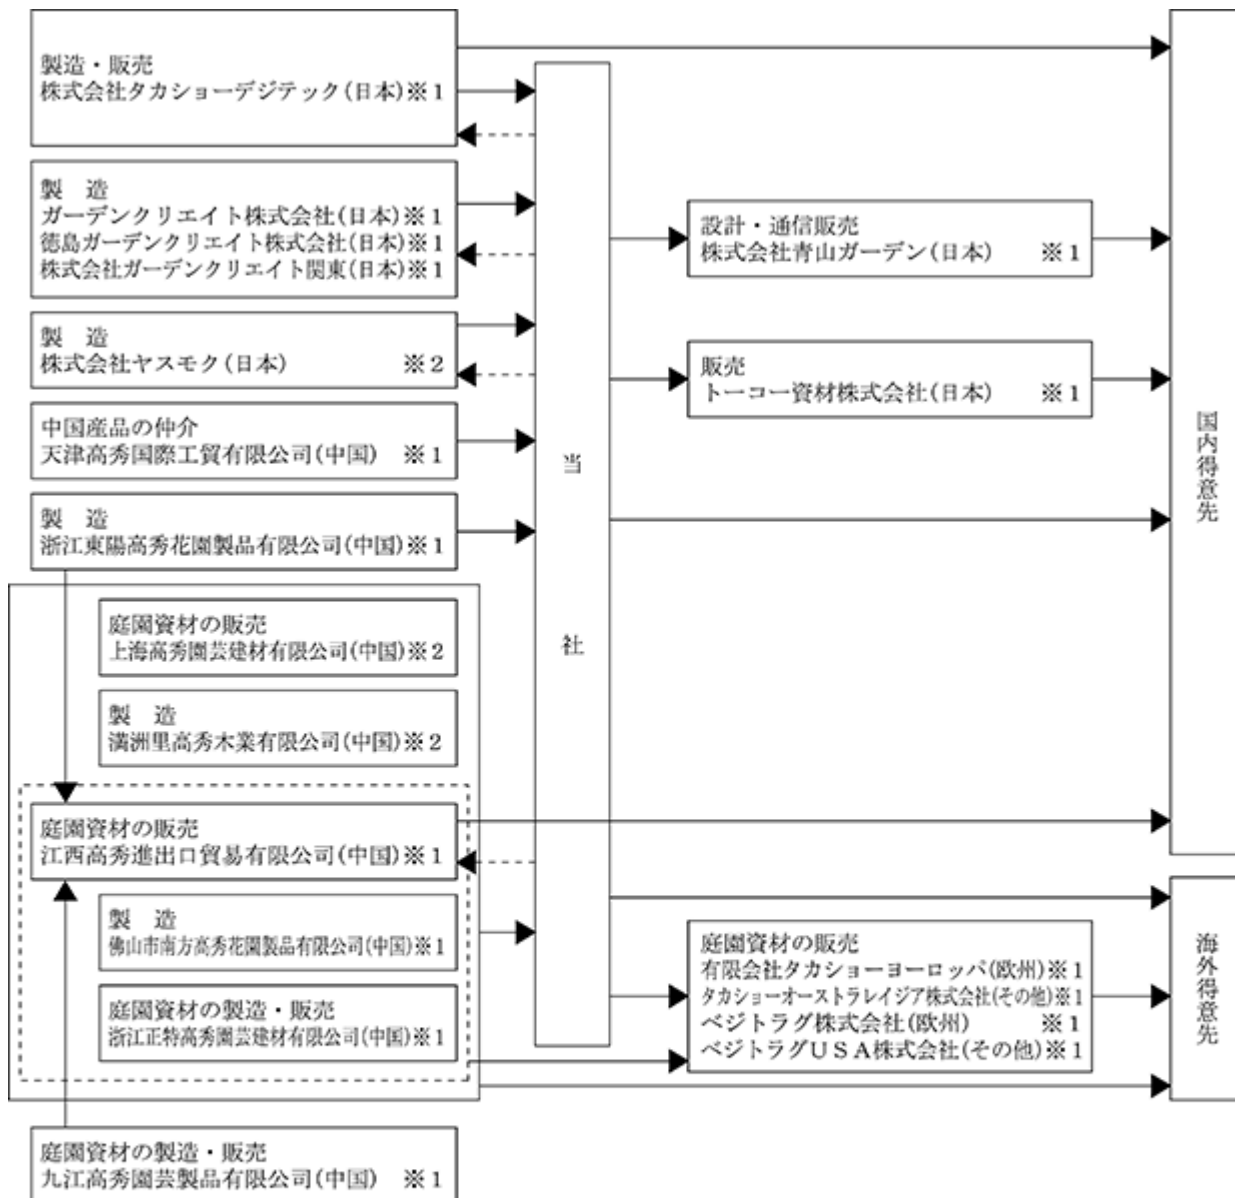 製造・販売
株式会社タカショーデジテック(日本)※1
製 造
ガーデンクリエイト株式会社(日本)※1
徳島ガーデンクリエイト株式会社(日本)※1
株式会社ガーデンクリエイト関東(日本)※1
製 造
株式会社ヤスモク(日本) ※2
中国産品の仲介
天津高秀国際工貿有限公司(中国) ※1
製 造
浙江東陽高秀花園製品有限公司(中国)※1
庭園資材の販売
上海高秀園芸建材有限公司(中国)※2
製 造
満洲里高秀木業有限公司(中国)※2
庭園資材の販売
江西高秀進出口貿易有限公司(中国)※1
製 造
佛山市南方高秀花園製品有限公司(中国)※1
庭園資材の製造・販売
浙江正特高秀園芸建材有限公司(中国)※1
庭園資材の製造・販売
九江高秀園芸製品有限公司(中国) ※1
当社
設計・通信販売
株式会社青山ガーデン(日本) ※1
販売
トーコー資材株式会社(日本) ※1
庭園資材の販売
有限会社タカショーヨーロッパ(欧州)※1
タカショーオーストラレイジア株式会社(その他)※1
ベジトラグ株式会社(欧州) ※1
ベジトラグUSA株式会社(その他)※1
国内得意先
海外得意先